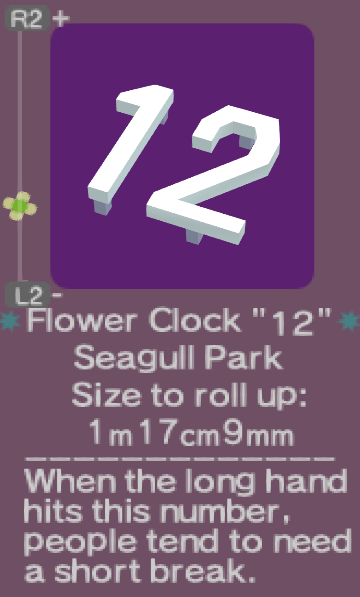 R2 +
12
L2 -
Flower Clock "12"
Seagull Park
Size to roll up:
1m17cm9mm
When the long hand
hits this number,
people tend to need
a short break.